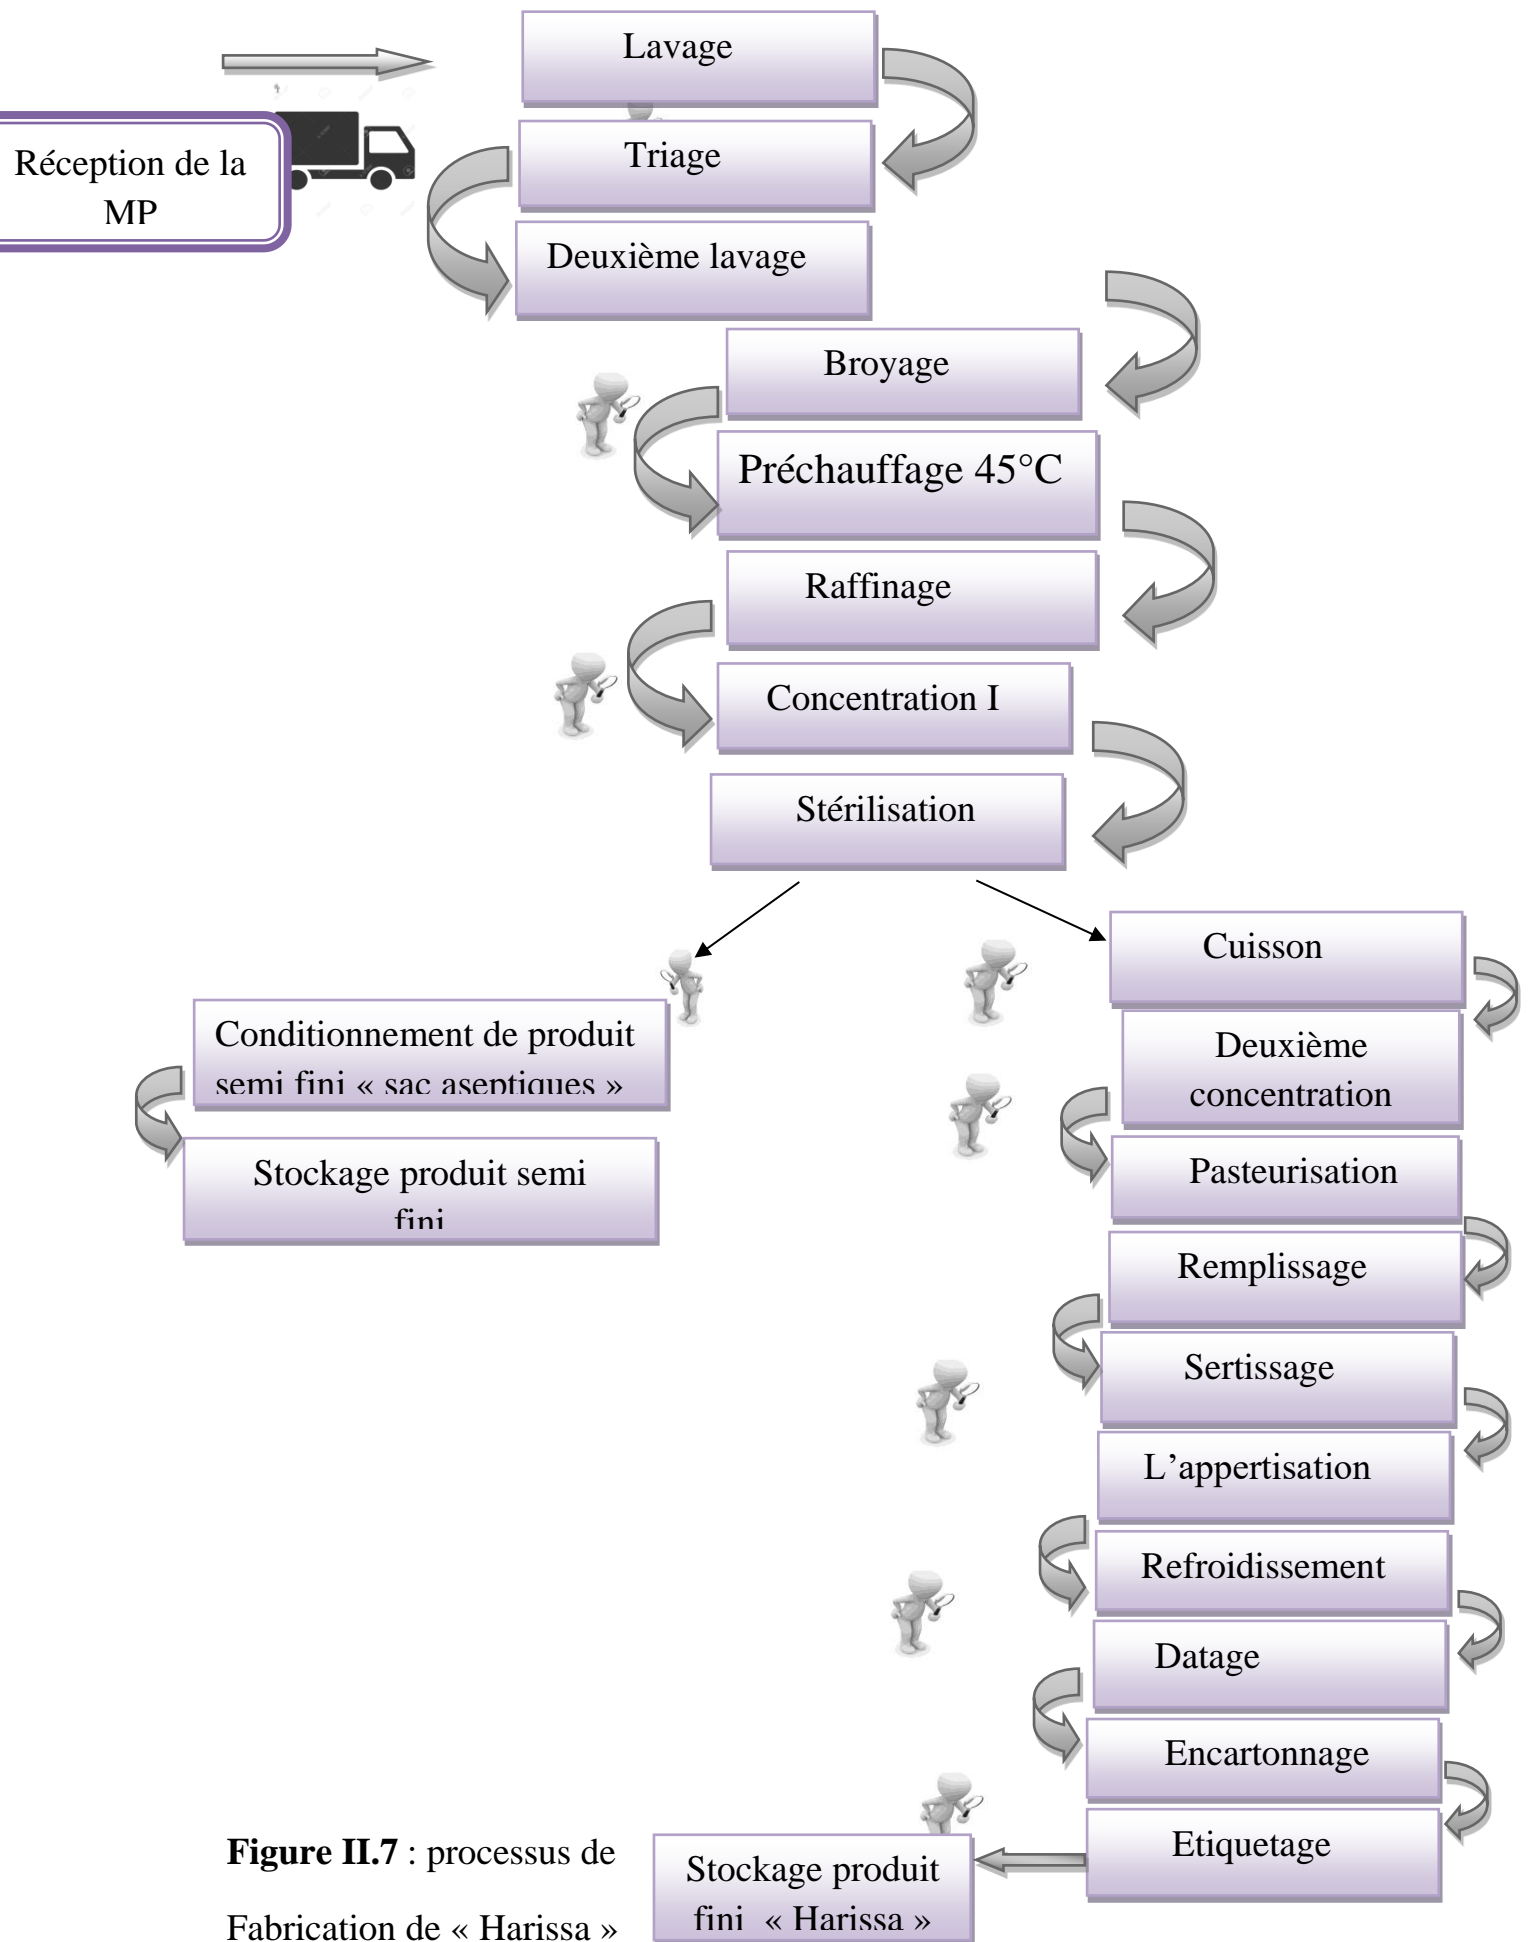 Lavage
Réception de la
MP
Triage
Deuxième lavage
Broyage
Préchauffage 45°C
Raffinage
Concentration I
Stérilisation
Conditionnement de produit
semi fini « sac aseptiques »
Stockage produit semi
fini
Cuisson
Deuxième
concentration
Pasteurisation
Remplissage
Sertissage
L’appertisation
Refroidissement
Datage
Encartonnage
Etiquetage
Stockage produit
fini « Harissa »
Figure II.7 : processus de
Fabrication de « Harissa »